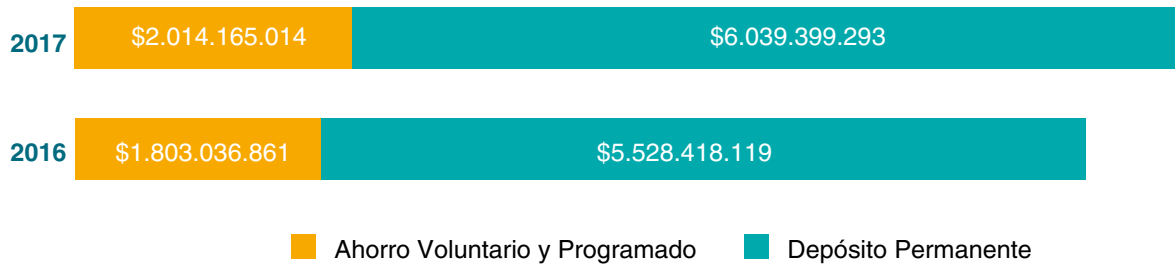 2017 $2.014.165.014 $6.039.399.293
2016 $1.803.036.861 $5.528.418.119
Ahorro Voluntario y Programado Depósito Permanente